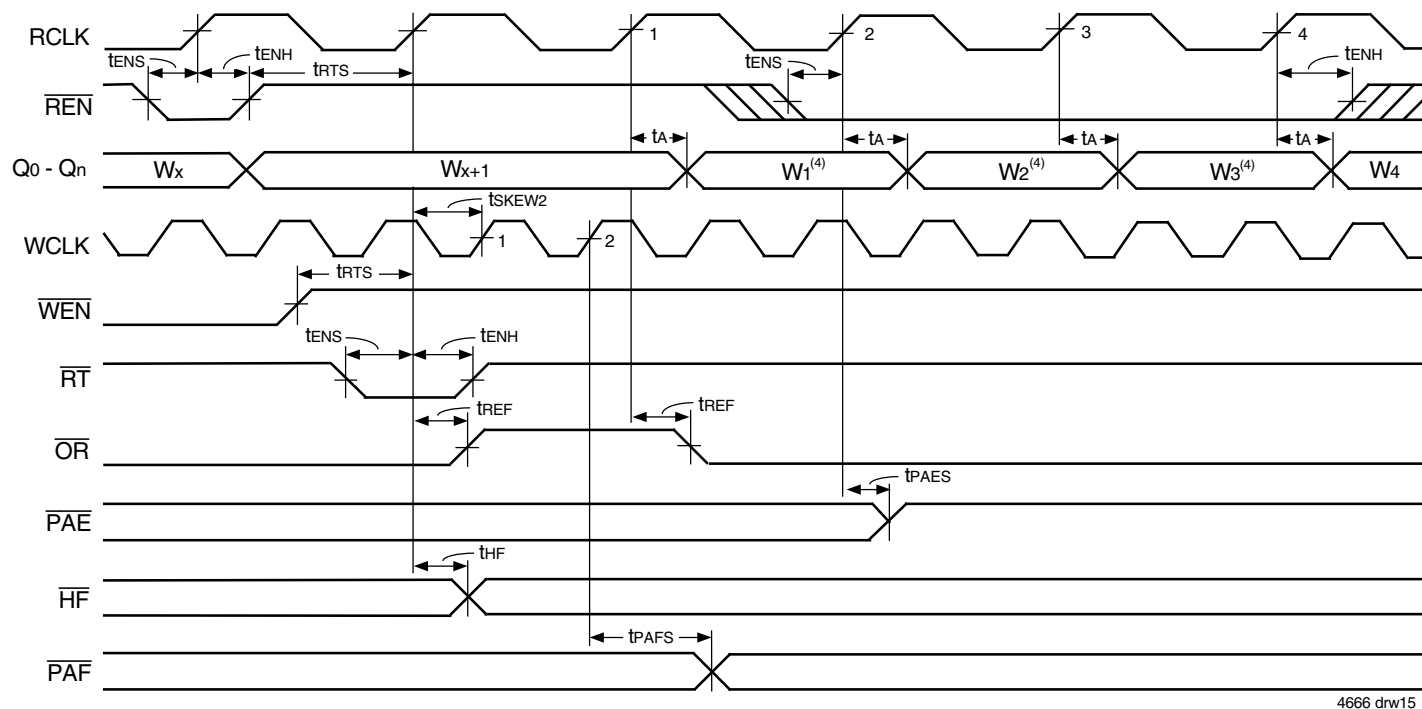 RCLK 1 2 3 4
tENS tENH tRTS tENS tENH
REN
tA tA tA tA
Q0 - Qn Wx Wx+1 W1(4) W2(4) W3(4) W4
tSKEW2
WCLK 1 2
tRTS
WEN
tENS tENH
RT
tREF tREF
OR
tPAES
PAE
tHF
HF
tPAFS
PAF
4666 drw15